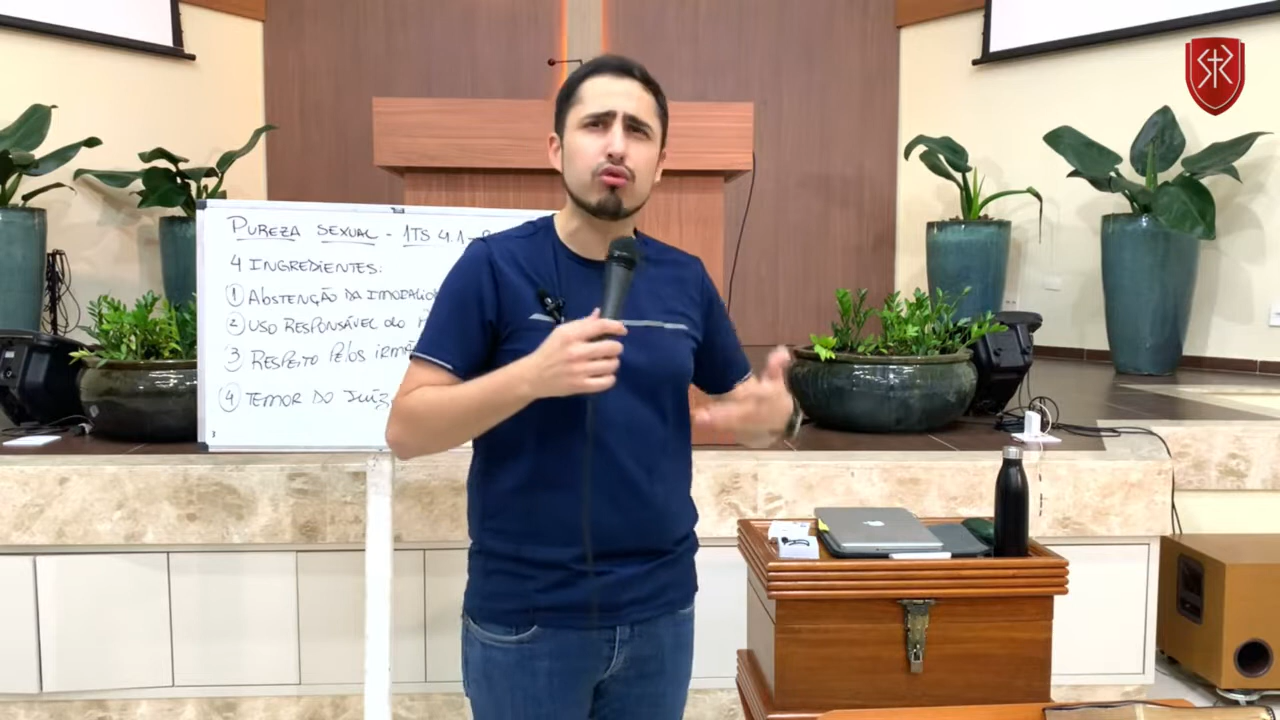 PUREZA SEXUAL - 1TS 4.1-
4 INGREDIENTES:
1 ABSTENÇÃO DA
2 USO RESPONSÁVEL do
3 RESPEITO PELOS
4 TEMOR DO
3